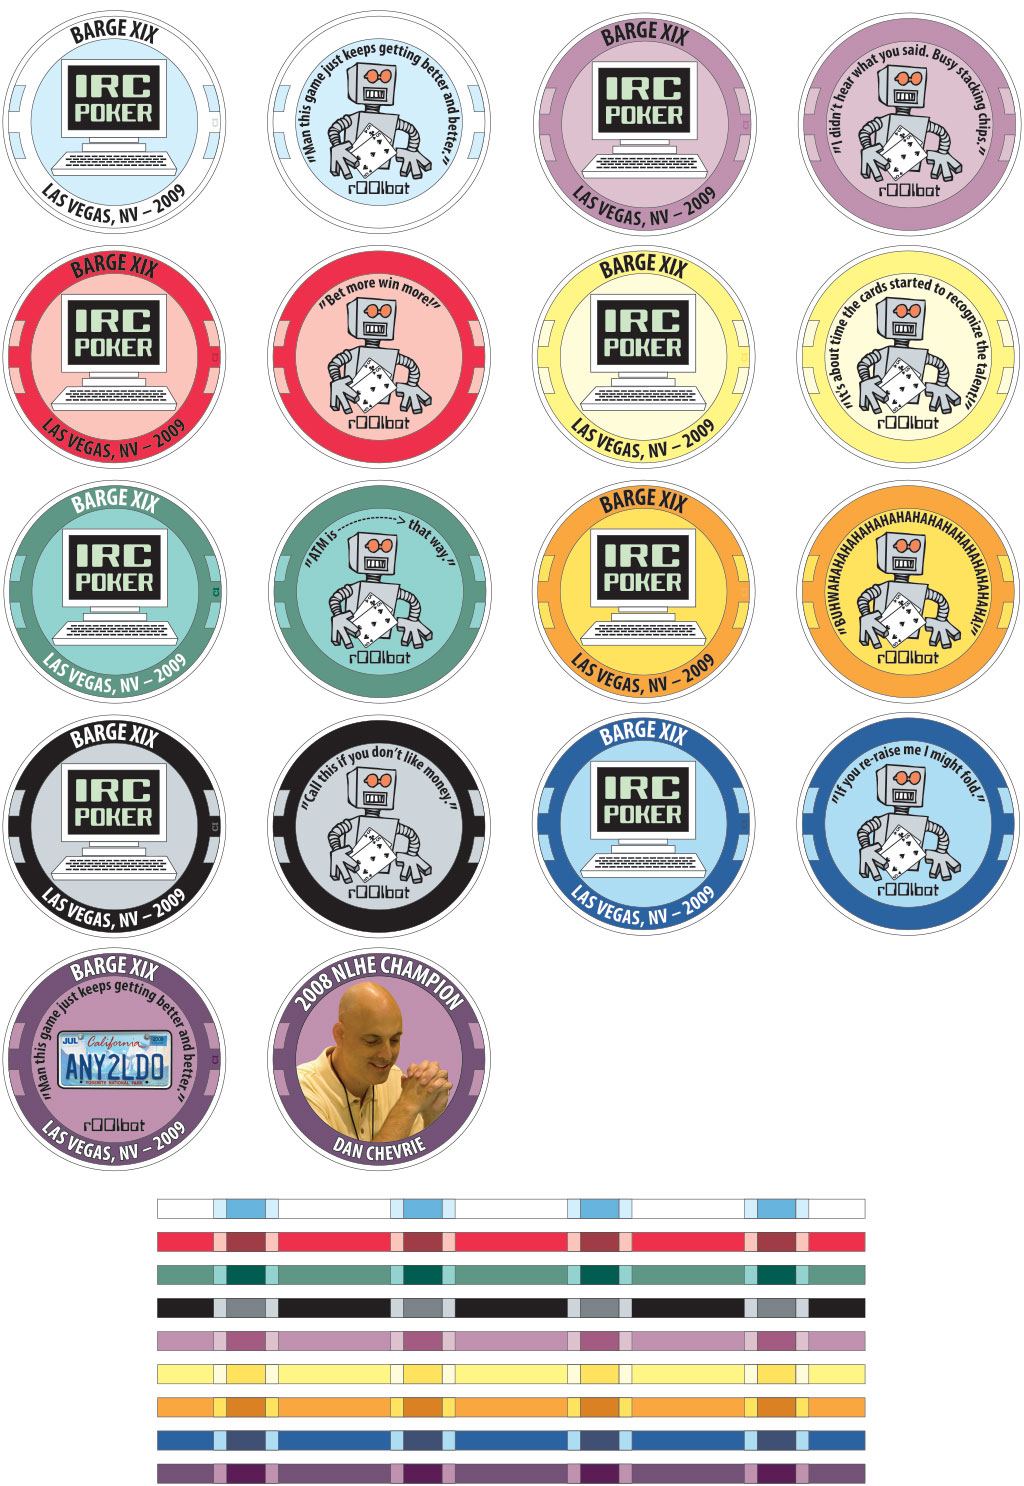 BARGE XIX
IRC
POKER
LAS VEGAS, NV – 2009
"Man this game just keeps getting better and better."
r00lbot
BARGE XIX
IRC
POKER
LAS VEGAS, NV – 2009
"I didn't hear what you said. Busy stacking chips."
r00lbot
BARGE XIX
IRC
POKER
LAS VEGAS, NV – 2009
"Bet more win more!"
r00lbot
BARGE XIX
IRC
POKER
LAS VEGAS, NV – 2009
"It's about time the cards started to recognize the talent!"
r00lbot
BARGE XIX
IRC
POKER
LAS VEGAS, NV – 2009
"ATM is -----------> that way."
r00lbot
BARGE XIX
IRC
POKER
LAS VEGAS, NV – 2009
"BUHWAHAHAHAHAHAHAHAHAHAHAHAHAHAHAHAHA!"
r00lbot
BARGE XIX
IRC
POKER
LAS VEGAS, NV – 2009
"Call this if you don't like money."
r00lbot
BARGE XIX
IRC
POKER
LAS VEGAS, NV – 2009
"If you re-raise me I might fold."
r00lbot
BARGE XIX
"Man this game just keeps getting better and better."
JUL California
ANY2LDO
YOSEMITE NATIONAL PARK
r00lbot
LAS VEGAS, NV – 2009
2008 NLHE CHAMPION
DAN CHEVRIE